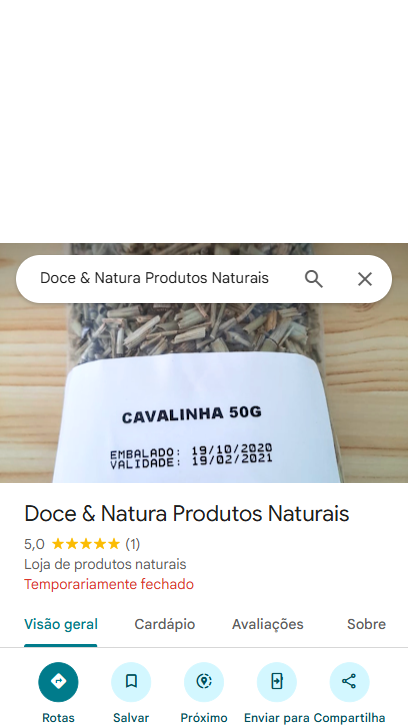 Doce & Natura Produtos Naturais
CAVALINHA 50G
EMBALADO: 19/10/2020
VALIDADE: 19/02/2021
Doce & Natura Produtos Naturais
5,0 (1)
Loja de produtos naturais
Temporariamente fechado
Visão geral Cardápio Avaliações Sobre
Rotas Salvar Próximo Enviar para Compartilha